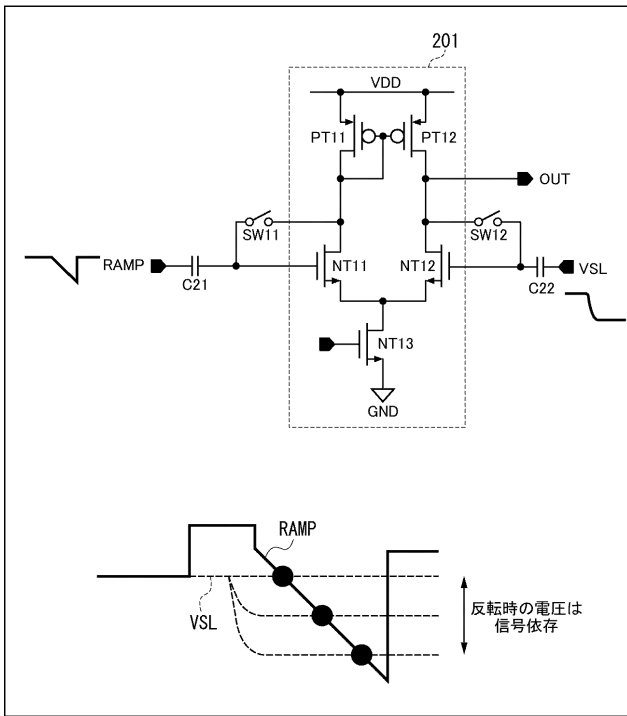 201
VDD
PT11
PT12
OUT
SW11
SW12
RAMP
C21
NT11
NT12
C22
VSL
NT13
GND
RAMP
VSL
反転時の電圧は
信号依存